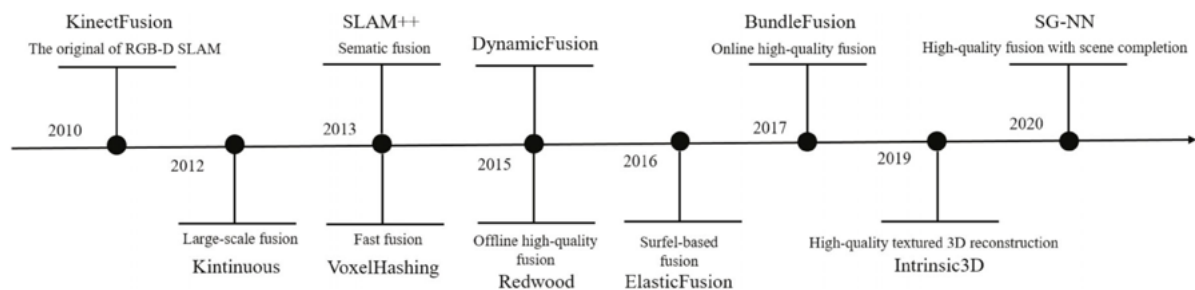 KinectFusion
The original of RGB-D SLAM
2010
2012
Large-scale fusion
Kintinuous
SLAM++
Sematic fusion
2013
Fast fusion
VoxelHashing
DynamicFusion
2015
Offline high-quality
fusion
Redwood
2016
Surfel-based
fusion
ElasticFusion
BundleFusion
Online high-quality fusion
2017
2019
High-quality textured 3D reconstruction
Intrinsic3D
SG-NN
High-quality fusion with scene completion
2020